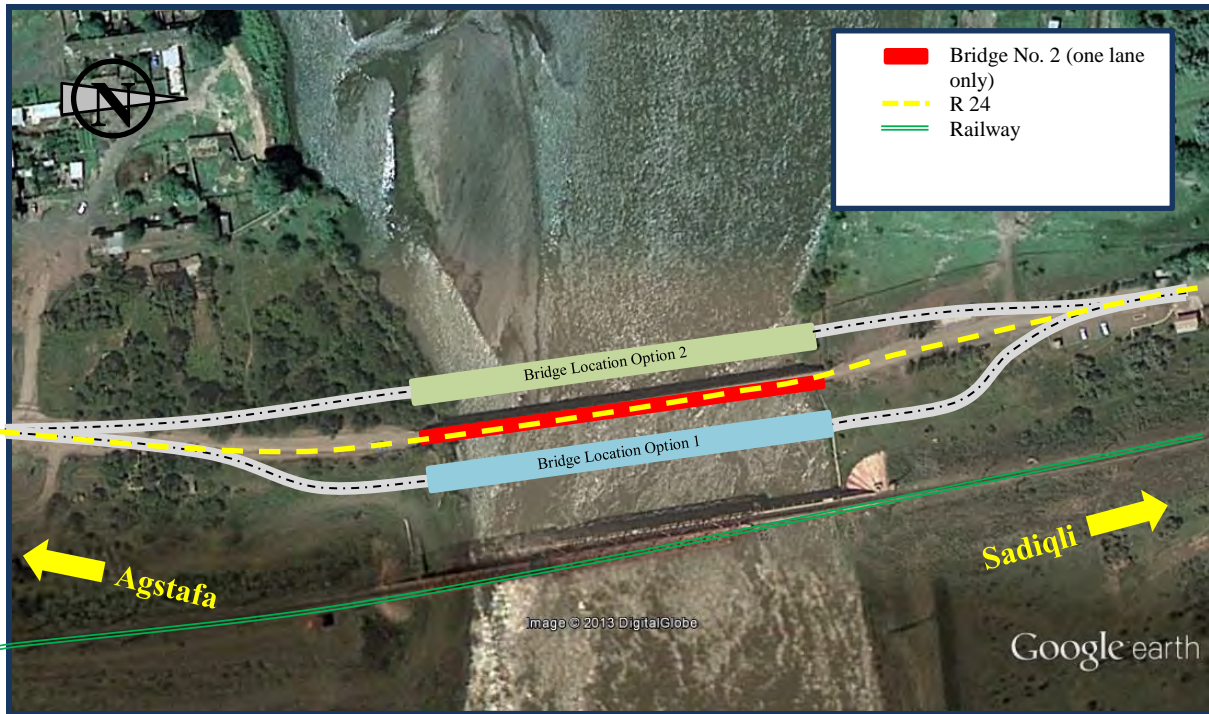 N
Bridge No. 2 (one lane
only)
R 24
Railway
Bridge Location Option 2
Bridge Location Option 1
Sadiqli
Agstafa
Image © 2013 DigitalGlobe
Google earth